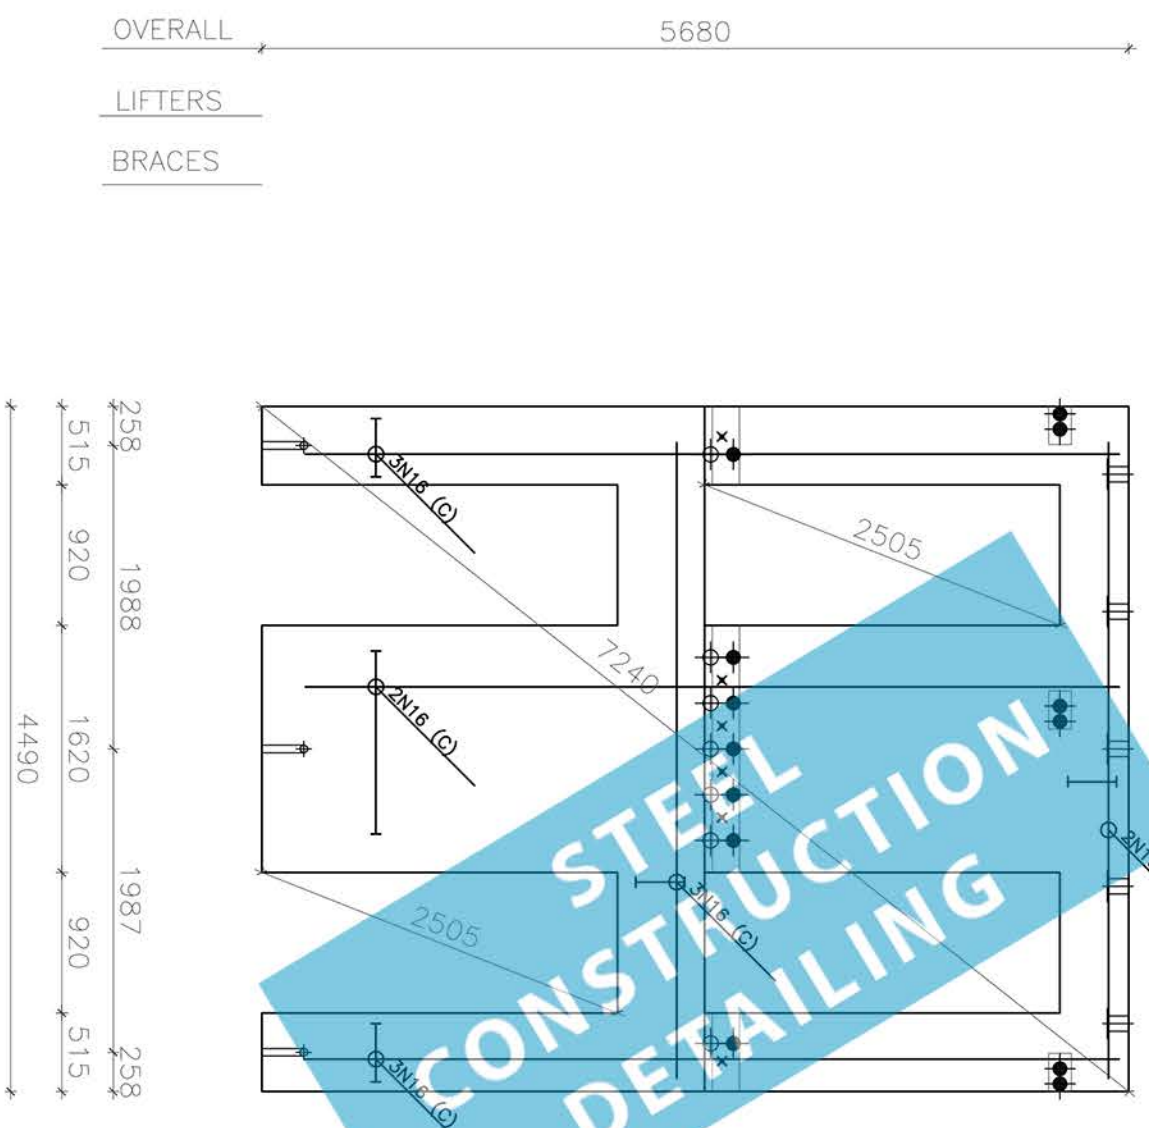 OVERALL
5680
LIFTERS
BRACES
258
515
3N16 (C)
920
2505
1988
7240
2N16 (C)
4490
1620
STEEL
CONSTRUCTION
DETAILING
1987
3N16 (C)
920
2505
515
258
3N16 (C)